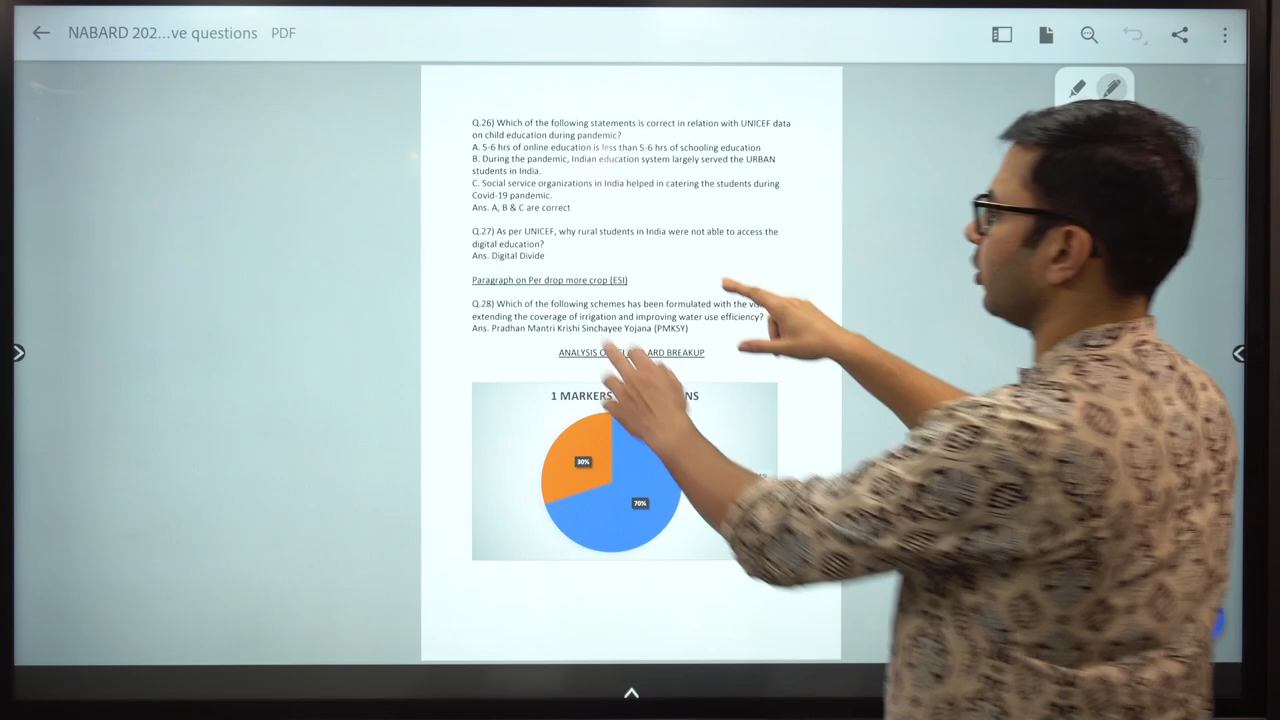 NABARD 202...ve questions PDF
Q.26) Which of the following statements is correct in relation with UNICEF data
on child education during pandemic?
A. 5-6 hrs of online education is less than 5-6 hrs of schooling education
B. During the pandemic, Indian education system largely served the URBAN
students in India.
C. Social service organizations in India helped in catering the students during
Covid-19 pandemic.
Ans. A, B & C are correct
Q.27) As per UNICEF, why rural students in India were not able to access the
digital education?
Ans. Digital Divide
Paragraph on Per drop more crop (ESI)
Q.28) Which of the following schemes has been formulated with the
extending the coverage of irrigation and improving water use efficiency?
Ans. Pradhan Mantri Krishi Sinchayee Yojana (PMKSY)
ANALYSIS BREAKUP
1 MARKERS
30%
70%